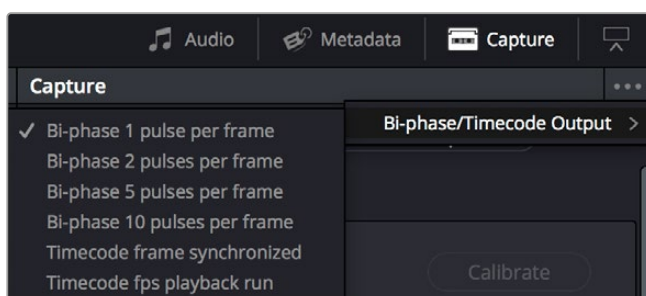 Audio Metadata Capture
Capture
Bi-phase/Timecode Output >
✓ Bi-phase 1 pulse per frame
Bi-phase 2 pulses per frame
Bi-phase 5 pulses per frame
Bi-phase 10 pulses per frame
Timecode frame synchronized
Timecode fps playback run
Calibrate